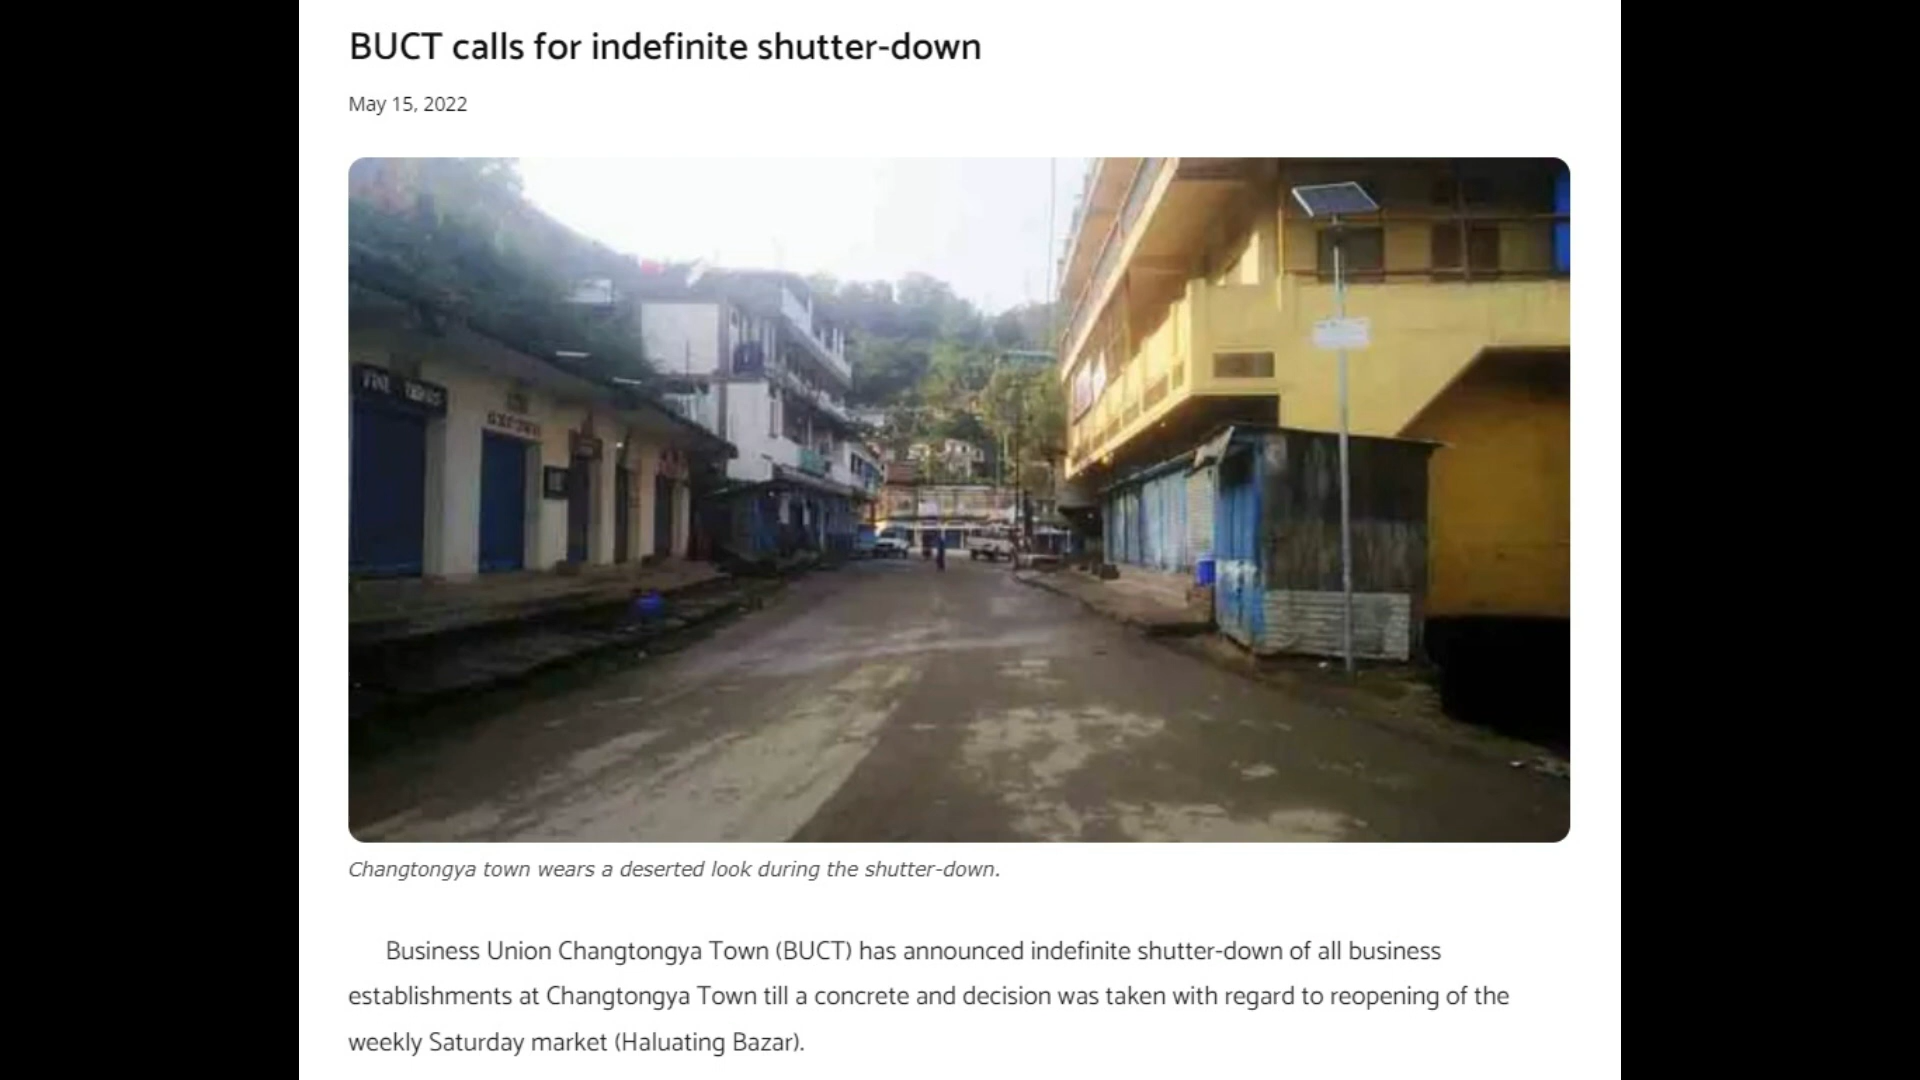 BUCT calls for indefinite shutter-down
May 15, 2022
Changtongya town wears a deserted look during the shutter-down.
Business Union Changtongya Town (BUCT) has announced indefinite shutter-down of all business
establishments at Changtongya Town till a concrete and decision was taken with regard to reopening of the
weekly Saturday market (Haluating Bazar).